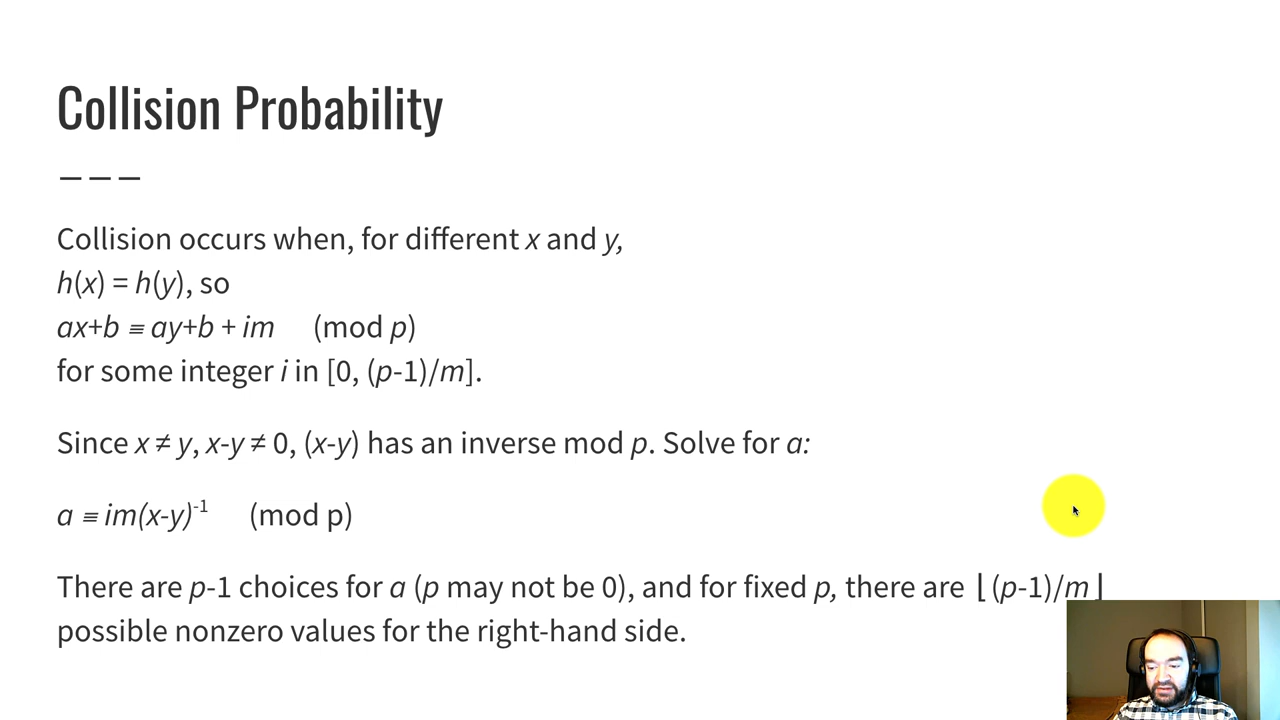 Collision Probability
Collision occurs when, for different x and y,
h(x) = h(y), so
ax+b ≡ ay+b + im (mod p)
for some integer i in [0, (p-1)/m].
Since x ≠ y, x-y ≠ 0, (x-y) has an inverse mod p. Solve for a:
a ≡ im(x-y)⁻¹ (mod p)
There are p-1 choices for a (p may not be 0), and for fixed p, there are ⌊(p-1)/m⌋
possible nonzero values for the right-hand side.